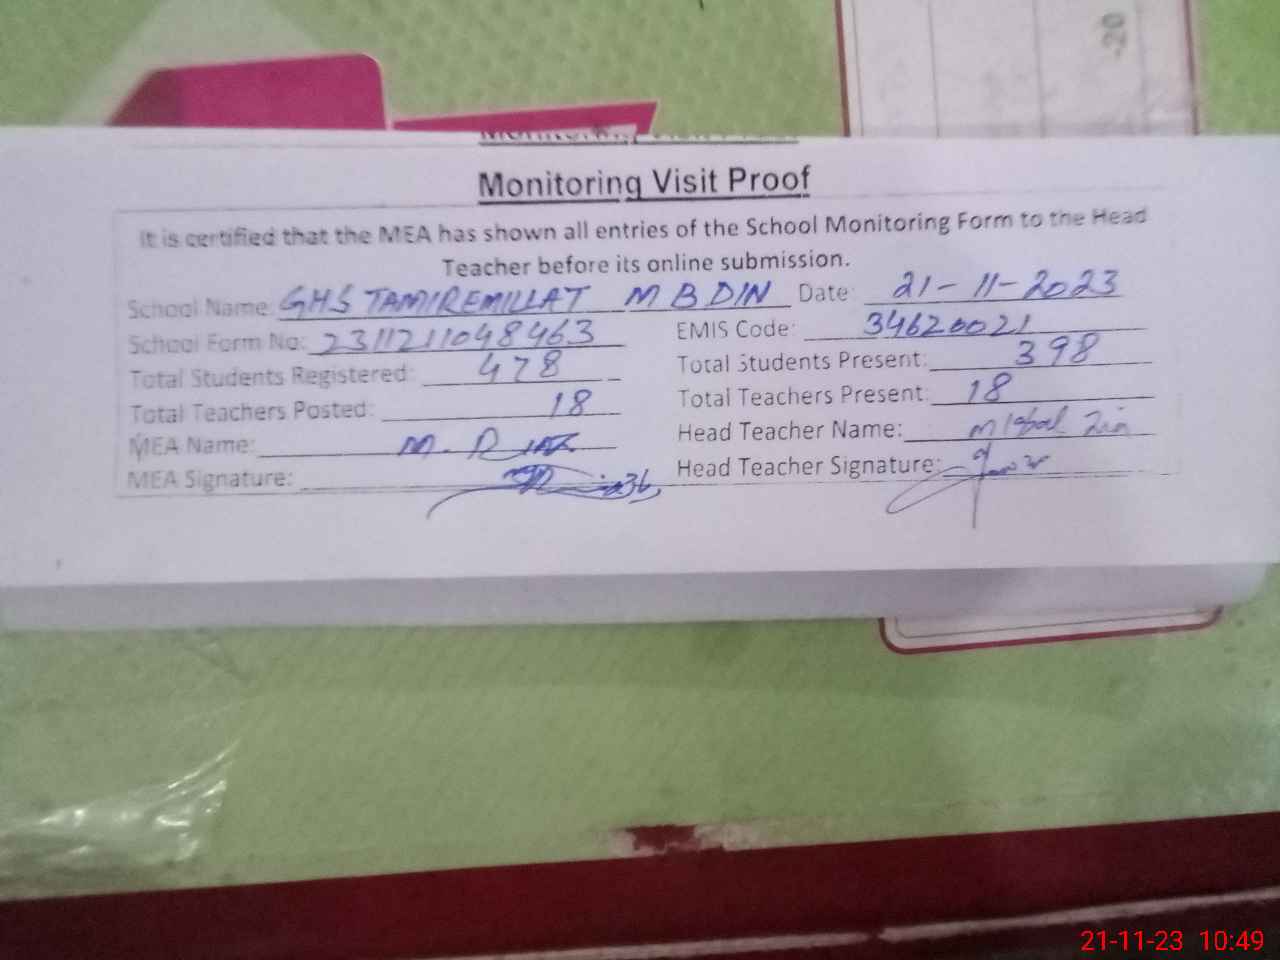 20
Monitoring Visit Proof
It is certified that the MEA has shown all entries of the School Monitoring Form to the Head
Teacher before its online submission.
School Name: GHS TAMIREMILLAT M B DIN Date: 21-11-2023
School Form No: 2311211048463 EMIS Code: 34620021
Total Students Registered: 478 Total Students Present: 398
Total Teachers Posted: 18 Total Teachers Present: 18
MEA Name: M. RIAZ Head Teacher Name: M Iqbal
MEA Signature: Head Teacher Signature:
21-11-23 10:49